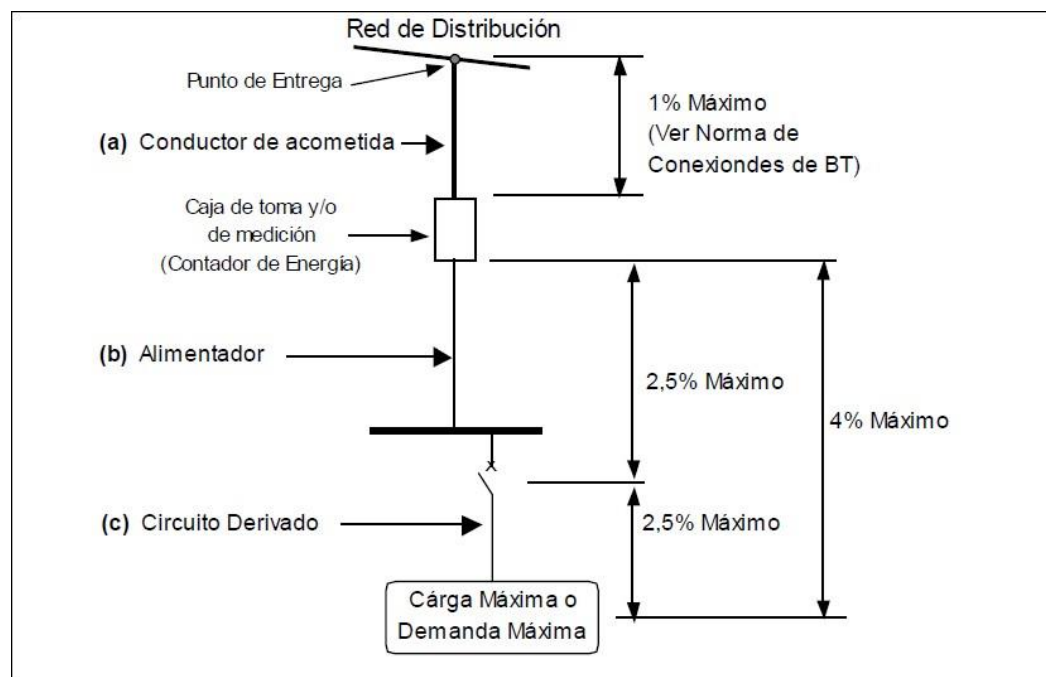 Red de Distribución
Punto de Entrega
1% Máximo
(Ver Norma de
Conexiondes de BT)
(a) Conductor de acometida
Caja de toma y/o
de medición
(Contador de Energía)
(b) Alimentador
2,5% Máximo
4% Máximo
(c) Circuito Derivado
2,5% Máximo
Cárga Máxima o
Demanda Máxima